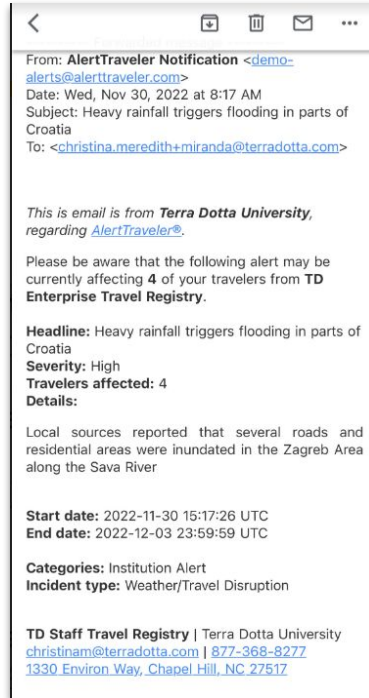 From: AlertTraveler Notification <demo-
alerts@alerttraveler.com>
Date: Wed, Nov 30, 2022 at 8:17 AM
Subject: Heavy rainfall triggers flooding in parts of
Croatia
To: <christina.meredith+miranda@terradotta.com>
This is email is from Terra Dotta University,
regarding AlertTraveler®.
Please be aware that the following alert may be
currently affecting 4 of your travelers from TD
Enterprise Travel Registry.
Headline: Heavy rainfall triggers flooding in parts of
Croatia
Severity: High
Travelers affected: 4
Details:
Local sources reported that several roads and
residential areas were inundated in the Zagreb Area
along the Sava River
Start date: 2022-11-30 15:17:26 UTC
End date: 2022-12-03 23:59:59 UTC
Categories: Institution Alert
Incident type: Weather/Travel Disruption
TD Staff Travel Registry | Terra Dotta University
christinam@terradotta.com | 877-368-8277
1330 Environ Way, Chapel Hill, NC 27517